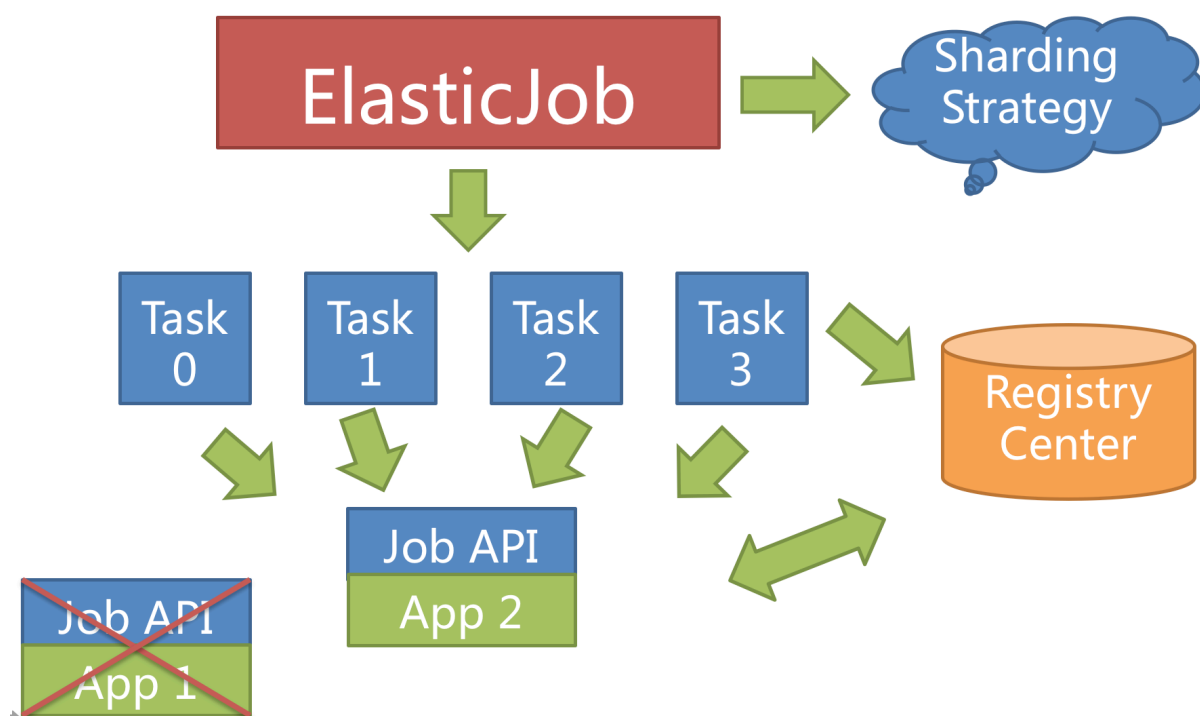 ElasticJob
Sharding
Strategy
Task
0
Task
1
Task
2
Task
3
Registry
Center
Job API
App 2
Job API
App 1